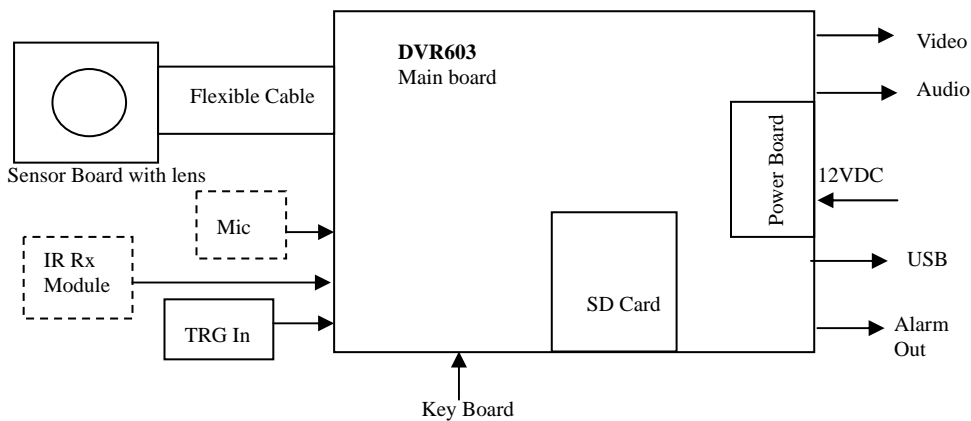 DVR603
Main board
Video
Audio
Flexible Cable
Power Board
12VDC
Sensor Board with lens
Mic
IR Rx
Module
USB
SD Card
TRG In
Alarm
Out
Key Board